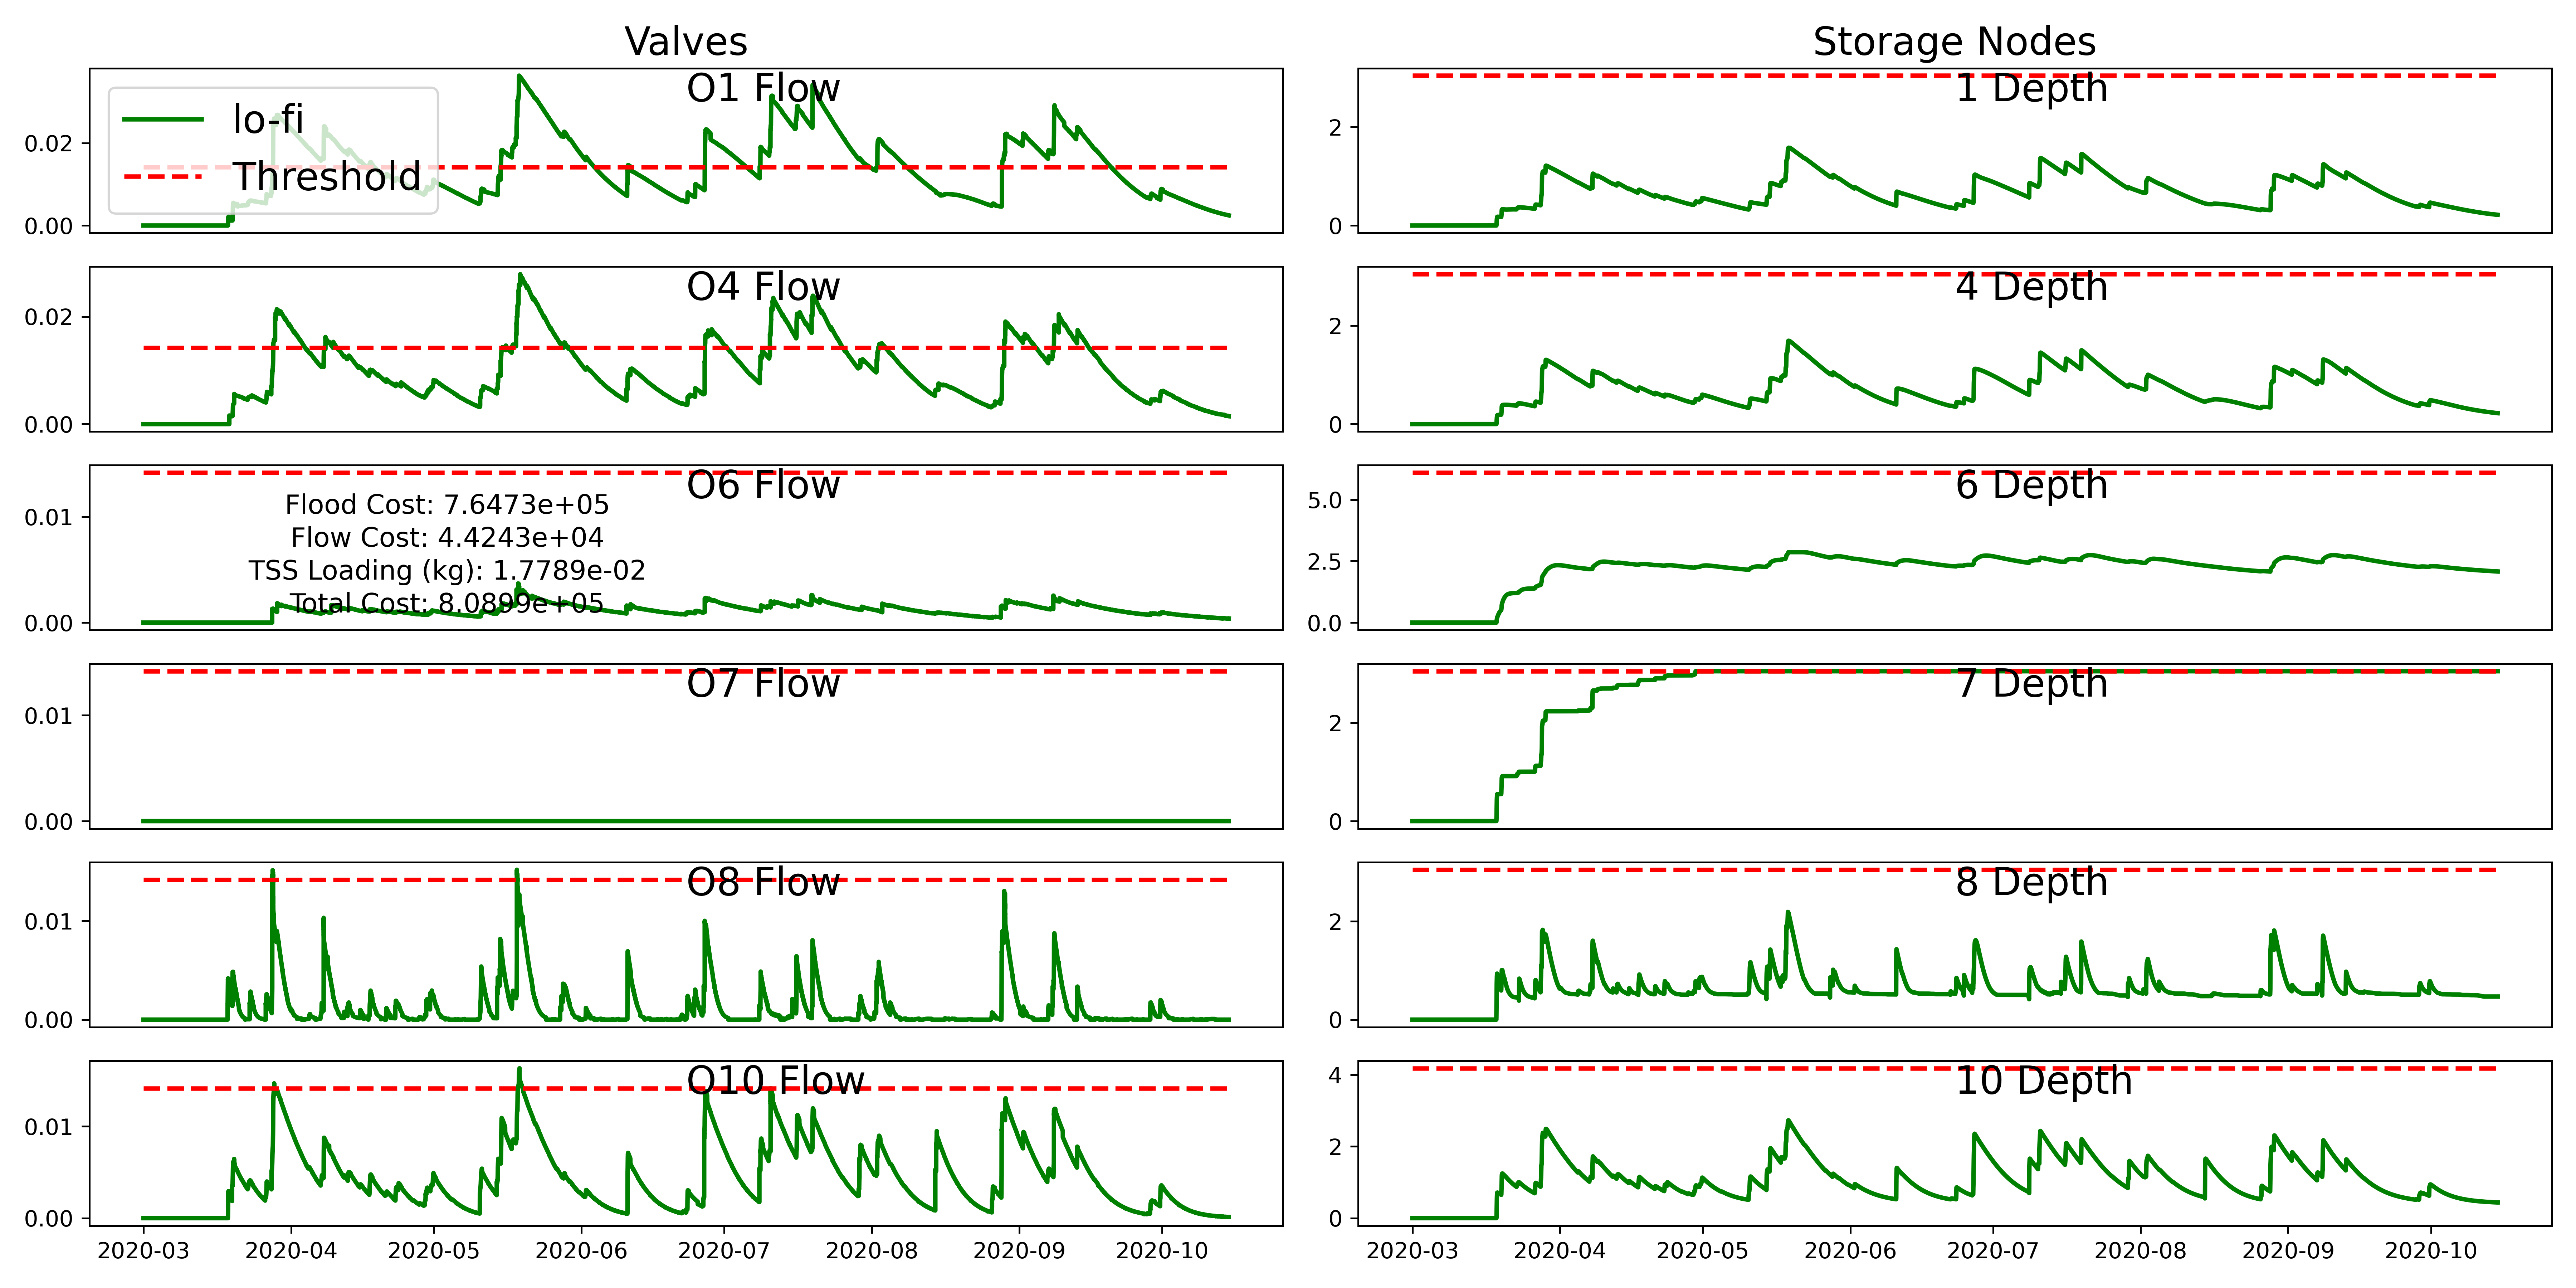 Valves
Storage Nodes
O1 Flow
lo-fi
Threshold
0.02
0.00
1 Depth
2
0
O4 Flow
0.02
0.00
4 Depth
2
0
O6 Flow
0.01
0.00
Flood Cost: 7.6473e+05
Flow Cost: 4.4243e+04
TSS Loading (kg): 1.7789e-02
Total Cost: 8.0899e+05
6 Depth
5.0
2.5
0.0
O7 Flow
0.01
0.00
7 Depth
2
0
O8 Flow
0.01
0.00
8 Depth
2
0
O10 Flow
0.01
0.00
2020-03 2020-04 2020-05 2020-06 2020-07 2020-08 2020-09 2020-10
10 Depth
4
2
0
2020-03 2020-04 2020-05 2020-06 2020-07 2020-08 2020-09 2020-10